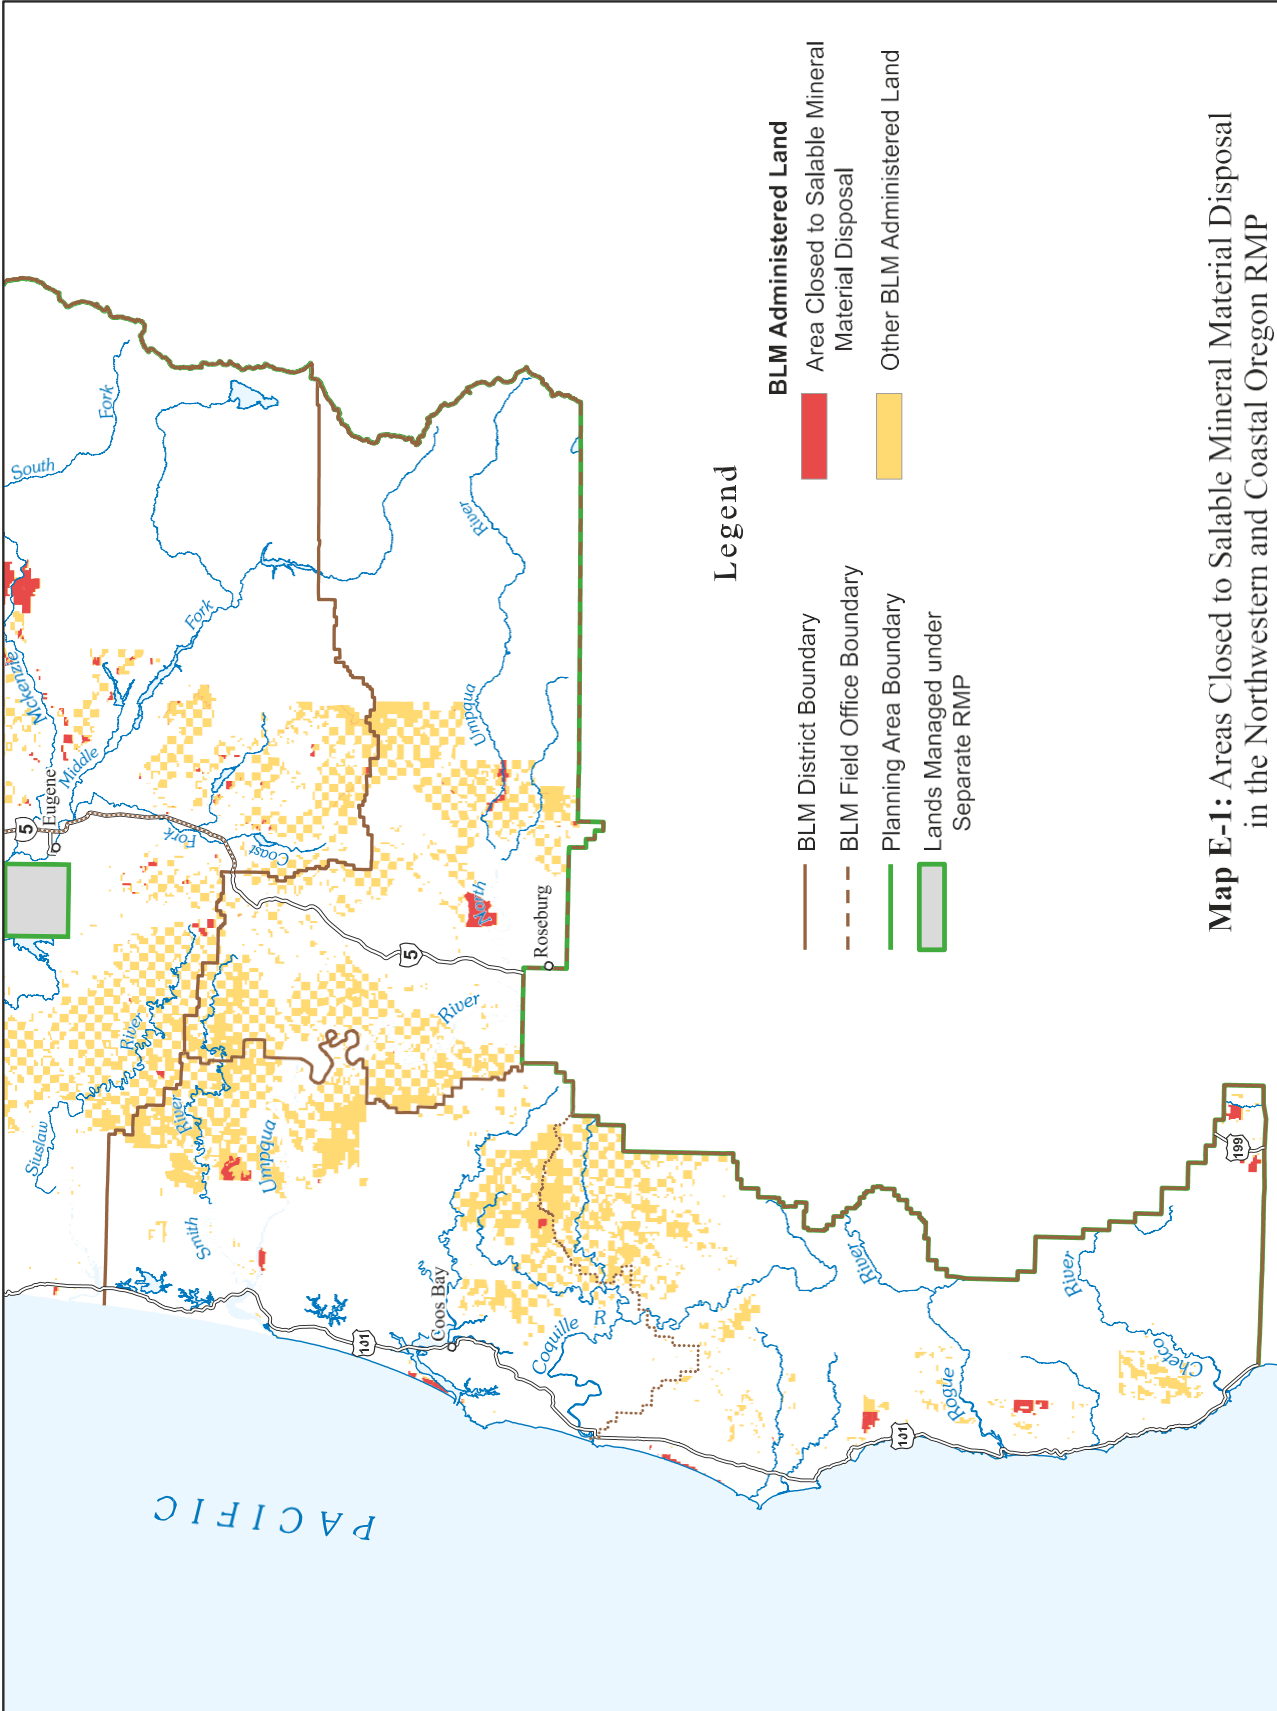 South
Fork
Mckenzie
Fork
Middle
Eugene
5
Fork
Coast
River
Umpqua
North
Roseburg
5
River
River
Siuslaw
River
Umpqua
Smith
101
Coos Bay
Coquille R
River
Rogue
101
River
Chetco
199
PACIFIC
Legend
BLM District Boundary
BLM Field Office Boundary
Planning Area Boundary
Lands Managed under
Separate RMP
BLM Administered Land
Area Closed to Salable Mineral
Material Disposal
Other BLM Administered Land
Map E-1: Areas Closed to Salable Mineral Material Disposal
in the Northwestern and Coastal Oregon RMP